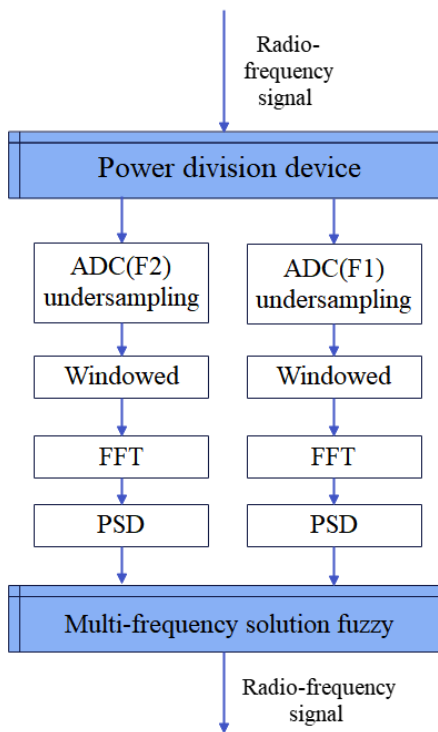 Radio-
frequency
signal
Power division device
ADC(F2)
undersampling
ADC(F1)
undersampling
Windowed
Windowed
FFT
FFT
PSD
PSD
Multi-frequency solution fuzzy
Radio-frequency
signal